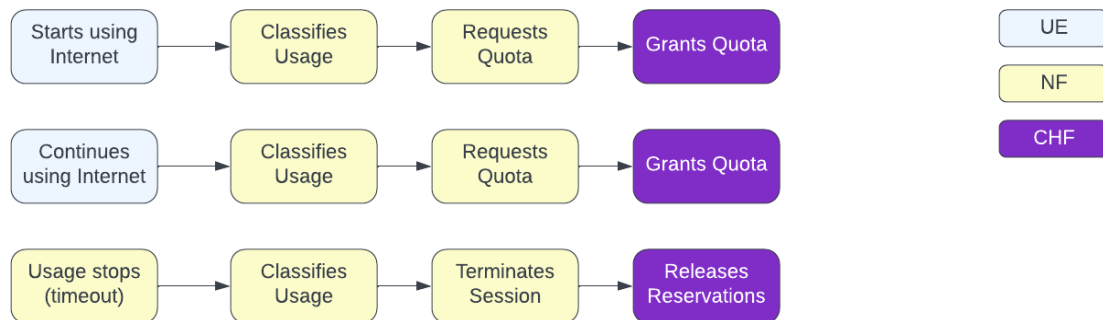 Starts using
Internet
Classifies
Usage
Requests
Quota
Grants Quota
UE
NF
CHF
Continues
using Internet
Classifies
Usage
Requests
Quota
Grants Quota
Usage stops
(timeout)
Classifies
Usage
Terminates
Session
Releases
Reservations